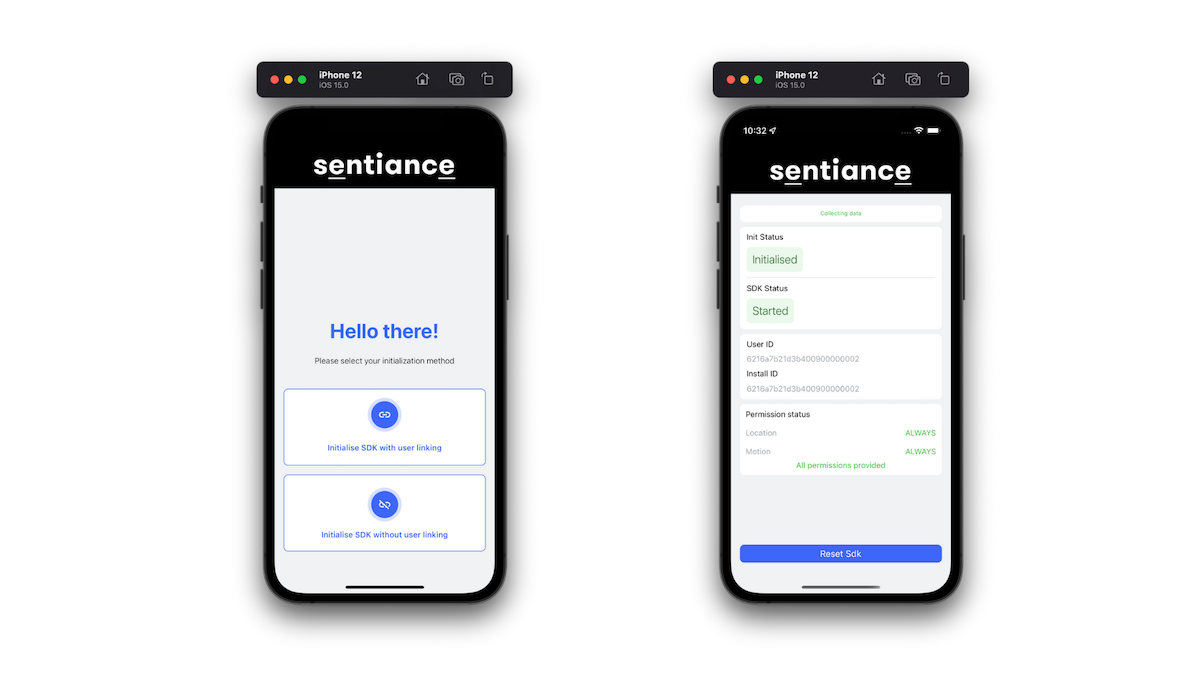 iPhone 12
iOS 15.0
sentiance
Hello there!
Please select your initialization method
Initialise SDK with user linking
Initialise SDK without user linking
iPhone 12
iOS 15.0
10:32
sentiance
Collecting data
Init Status
Initialised
SDK Status
Started
User ID
6216a7b21d3b400900000002
Install ID
6216a7b21d3b400900000002
Permission status
Location ALWAYS
Motion ALWAYS
All permissions provided
Reset Sdk